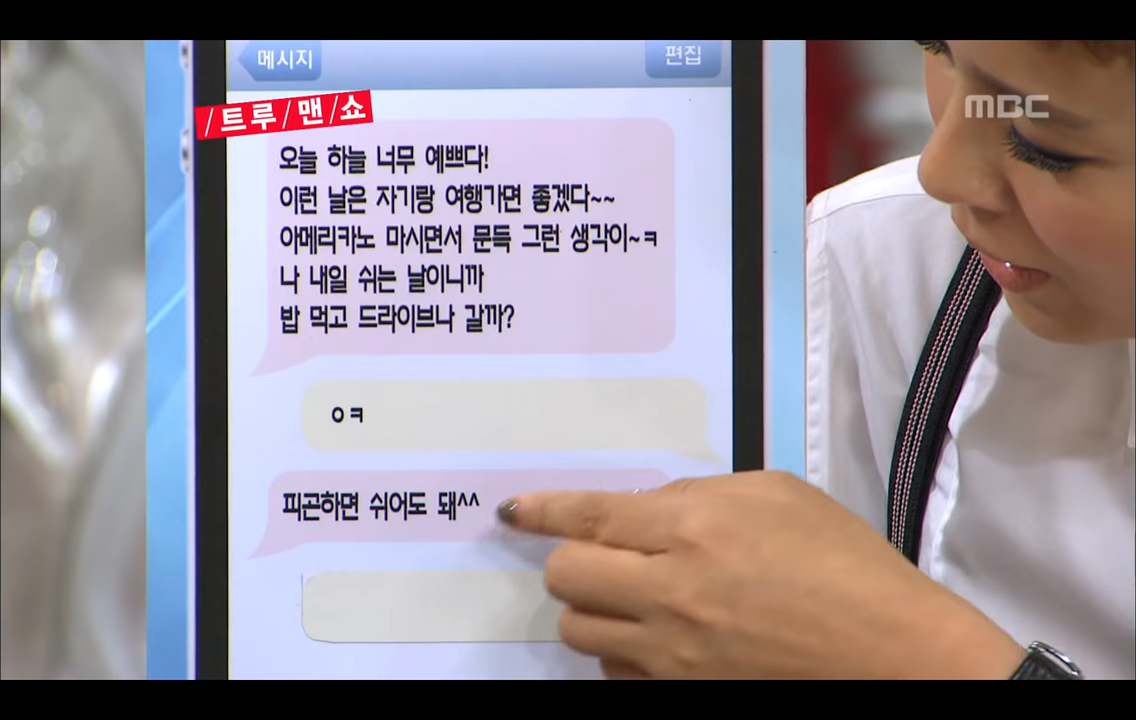 메시지
편집
/트루/맨/쇼
MBC
오늘 하늘 너무 예쁘다!
이런 날은 자기랑 여행가면 좋겠다~~
아메리카노 마시면서 문득 그런 생각이~ㅋ
나 내일 쉬는 날이니까
밥 먹고 드라이브나 갈까?
ㅇㅋ
피곤하면 쉬어도 돼^^